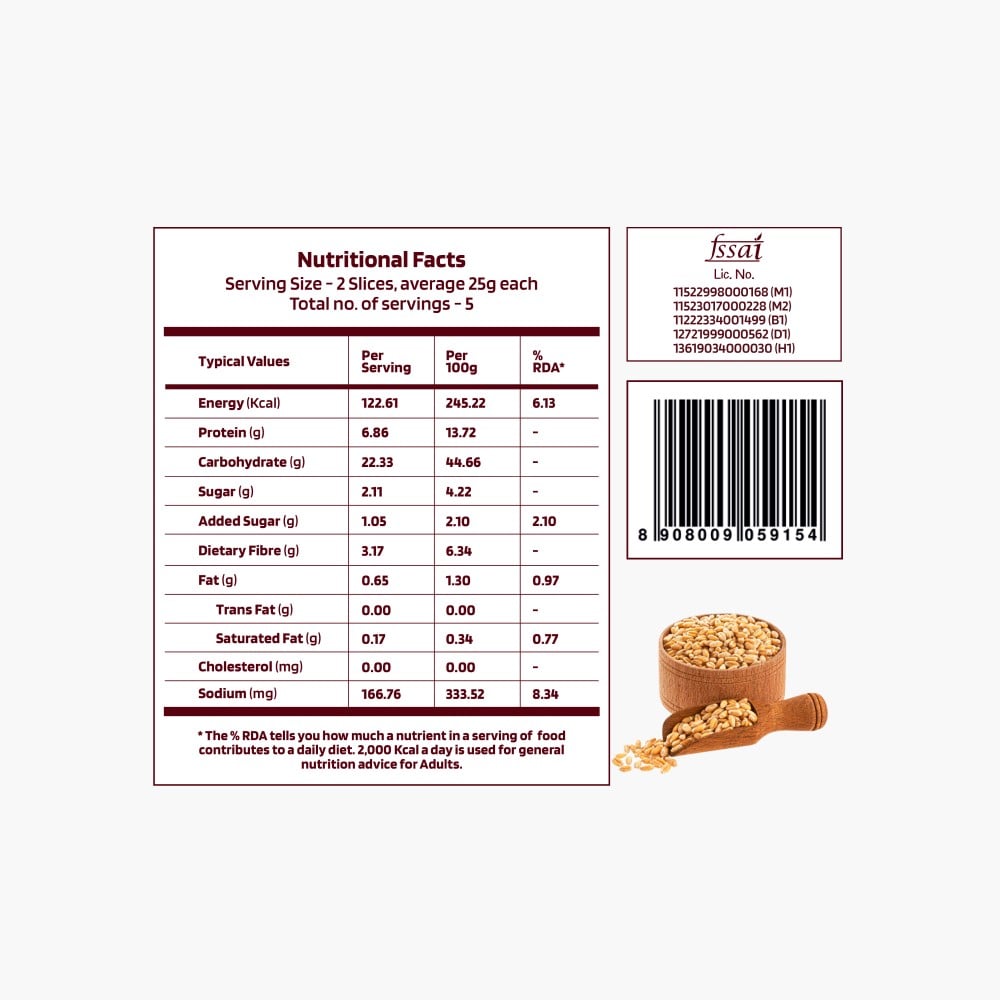 Nutritional Facts
Serving Size - 2 Slices, average 25g each
Total no. of servings - 5
Typical Values Per Serving Per 100g % RDA*
Energy (Kcal) 122.61 245.22 6.13
Protein (g) 6.86 13.72 -
Carbohydrate (g) 22.33 44.66 -
Sugar (g) 2.11 4.22 -
Added Sugar (g) 1.05 2.10 2.10
Dietary Fibre (g) 3.17 6.34 -
Fat (g) 0.65 1.30 0.97
Trans Fat (g) 0.00 0.00 -
Saturated Fat (g) 0.17 0.34 0.77
Cholesterol (mg) 0.00 0.00 -
Sodium (mg) 166.76 333.52 8.34
* The % RDA tells you how much a nutrient in a serving of food
contributes to a daily diet. 2,000 Kcal a day is used for general
nutrition advice for Adults.
fssai
Lic. No.
11522998000168 (M1)
11523017000228 (M2)
11222334001499 (B1)
12721999000562 (D1)
13619034000030 (H1)
8 908009 059154